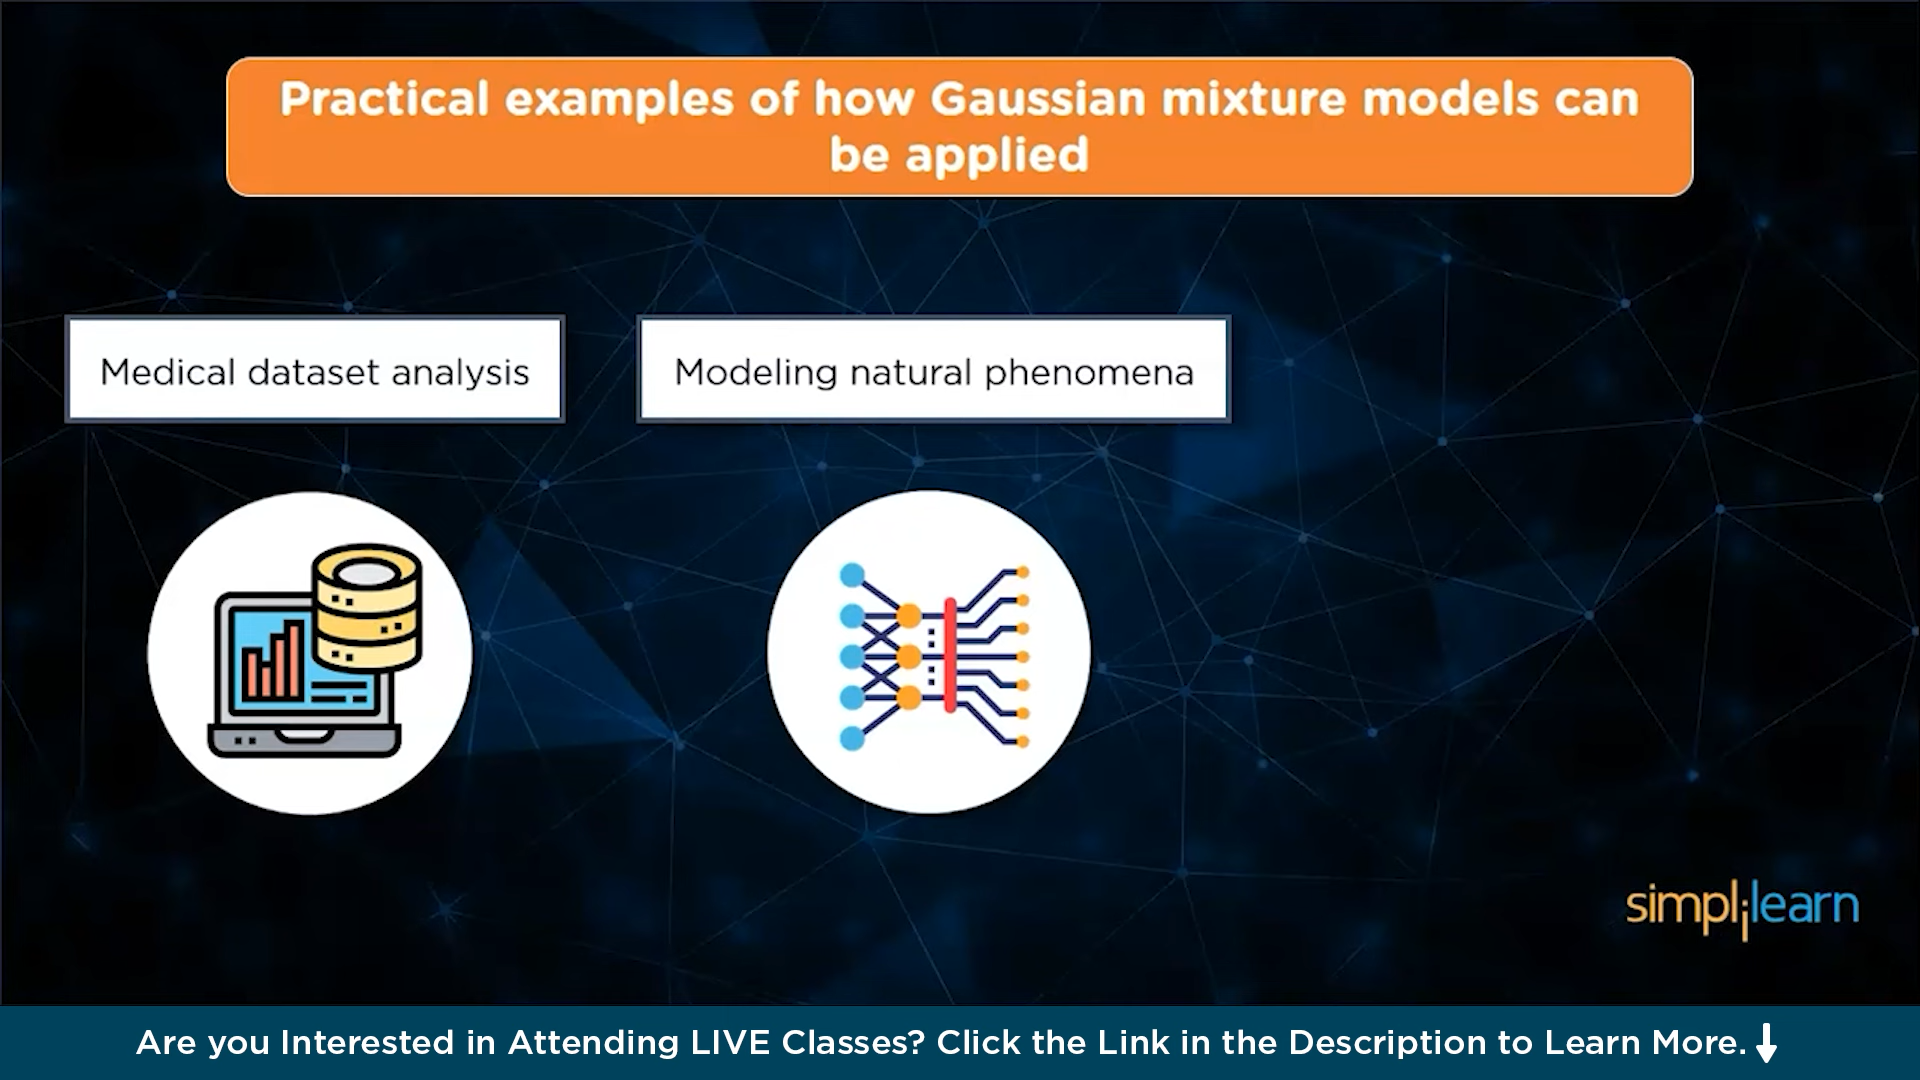 Practical examples of how Gaussian mixture models can
be applied
Medical dataset analysis
Modeling natural phenomena
simplilearn
Are you Interested in Attending LIVE Classes? Click the Link in the Description to Learn More.